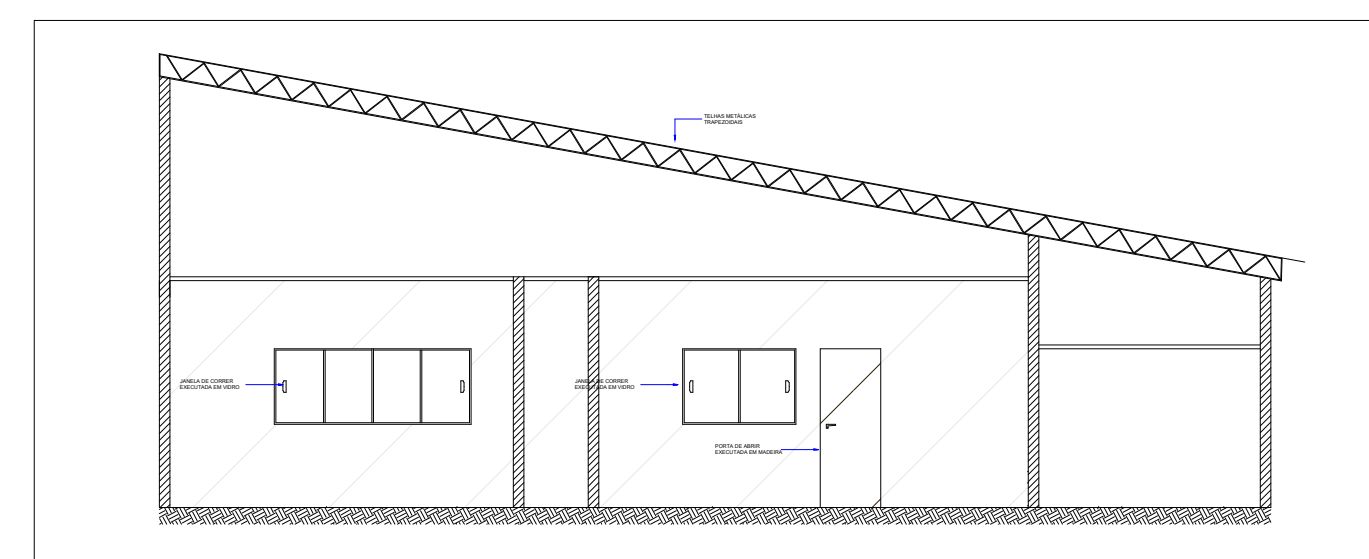 TELHAS METÁLICAS
TRAPEZOIDAIS
JANELA DE CORRER
EXECUTADA EM VIDRO
JANELA DE CORRER
EXECUTADA EM VIDRO
PORTA DE ABRIR
EXECUTADA EM MADEIRA